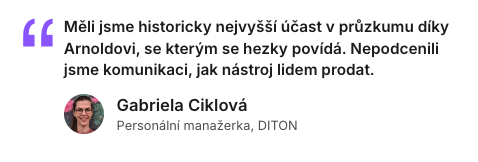 Měli jsme historicky nejvyšší účast v průzkumu díky
Arnoldovi, se kterým se hezky povídá. Nepodcenili
jsme komunikaci, jak nástroj lidem prodat.
Gabriela Ciklová
Personální manažerka, DITON